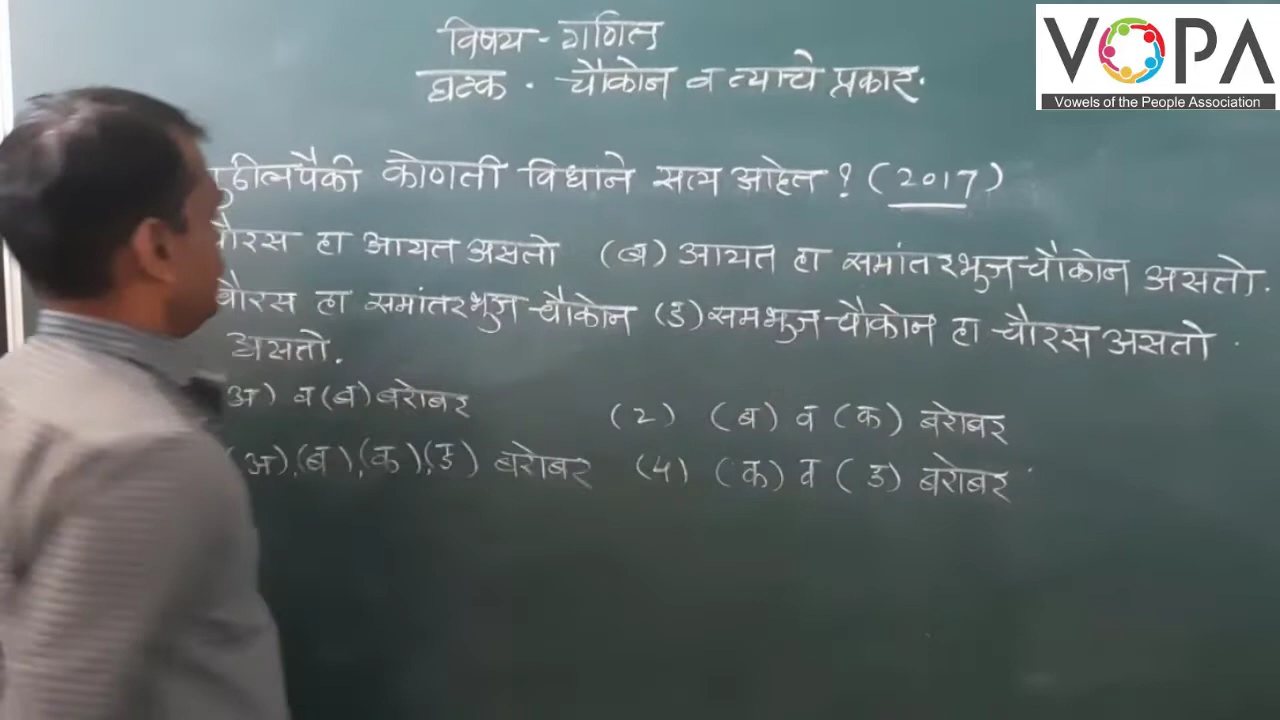 विषय - गणित
VOPA
Vowels of the People Association
घटक - चौकोन व त्याचे प्रकार.
पुढीलपैकी कोणती विधाने सत्य आहेत ? (2017)
चौरस हा आयत असतो (ब) आयत हा समांतरभुज चौकोन असतो.
चौरस हा समांतरभुज चौकोन (ड) समभुज चौकोन हा चौरस असतो.
असतो.
अ) व (ब) बरोबर (2) (ब) व (क) बरोबर
(अ), (ब), (क), (ड) बरोबर (4) (क) व (ड) बरोबर